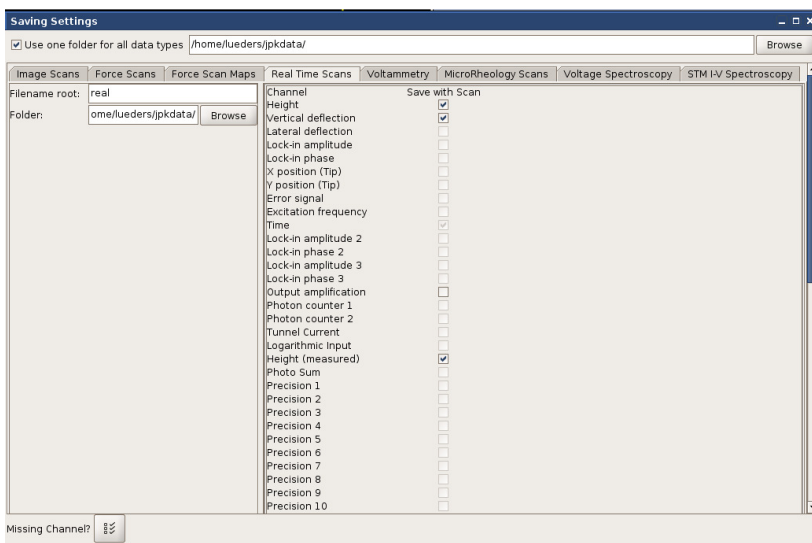 Saving Settings
Use one folder for all data types /home/lueders/jpkdata/ Browse
Image Scans Force Scans Force Scan Maps Real Time Scans Voltammetry MicroRheology Scans Voltage Spectroscopy STM I-V Spectroscopy
Filename root: real
Folder: ome/lueders/jpkdata/ Browse
Channel Save with Scan
Height
Vertical deflection
Lateral deflection
Lock-in amplitude
Lock-in phase
X position (Tip)
Y position (Tip)
Error signal
Excitation frequency
Time
Lock-in amplitude 2
Lock-in phase 2
Lock-in amplitude 3
Lock-in phase 3
Output amplification
Photon counter 1
Photon counter 2
Tunnel Current
Logarithmic Input
Height (measured)
Photo Sum
Precision 1
Precision 2
Precision 3
Precision 4
Precision 5
Precision 6
Precision 7
Precision 8
Precision 9
Precision 10
Missing Channel?